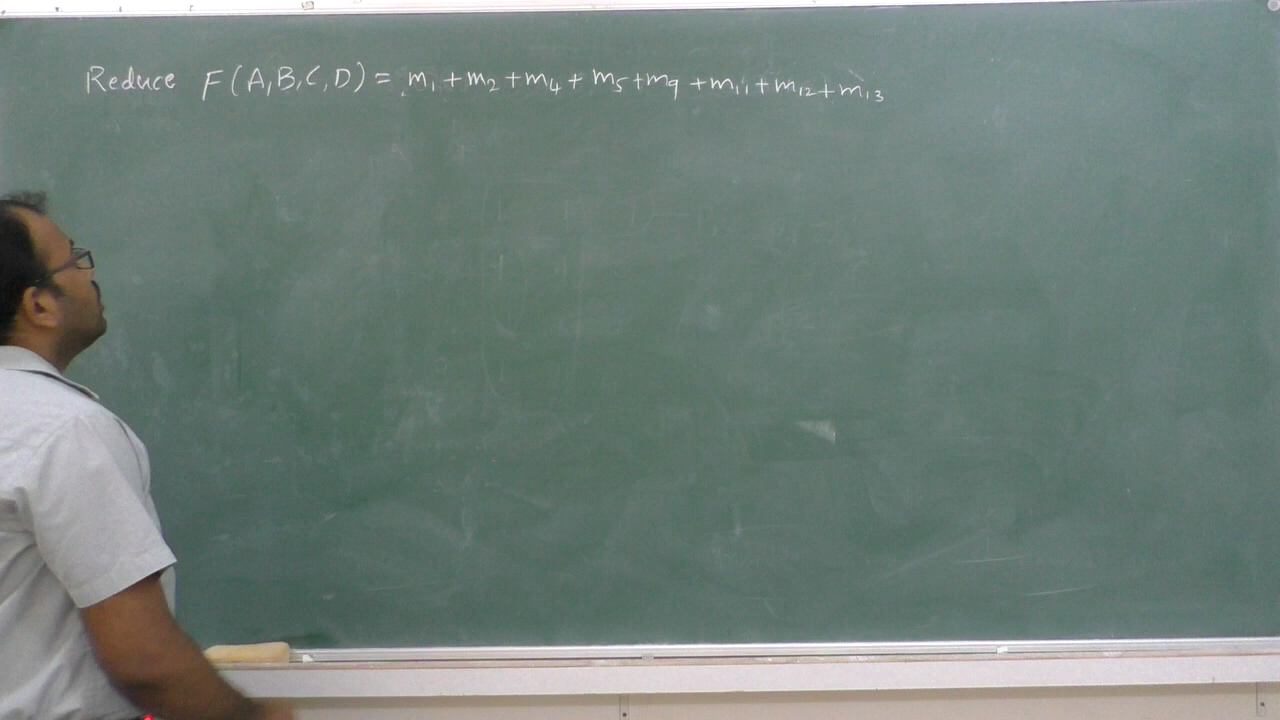 Reduce F(A,B,C,D) = m₁ + m₂ + m₄ + m₅ + m₉ + m₁₁ + m₁₂ + m₁₃